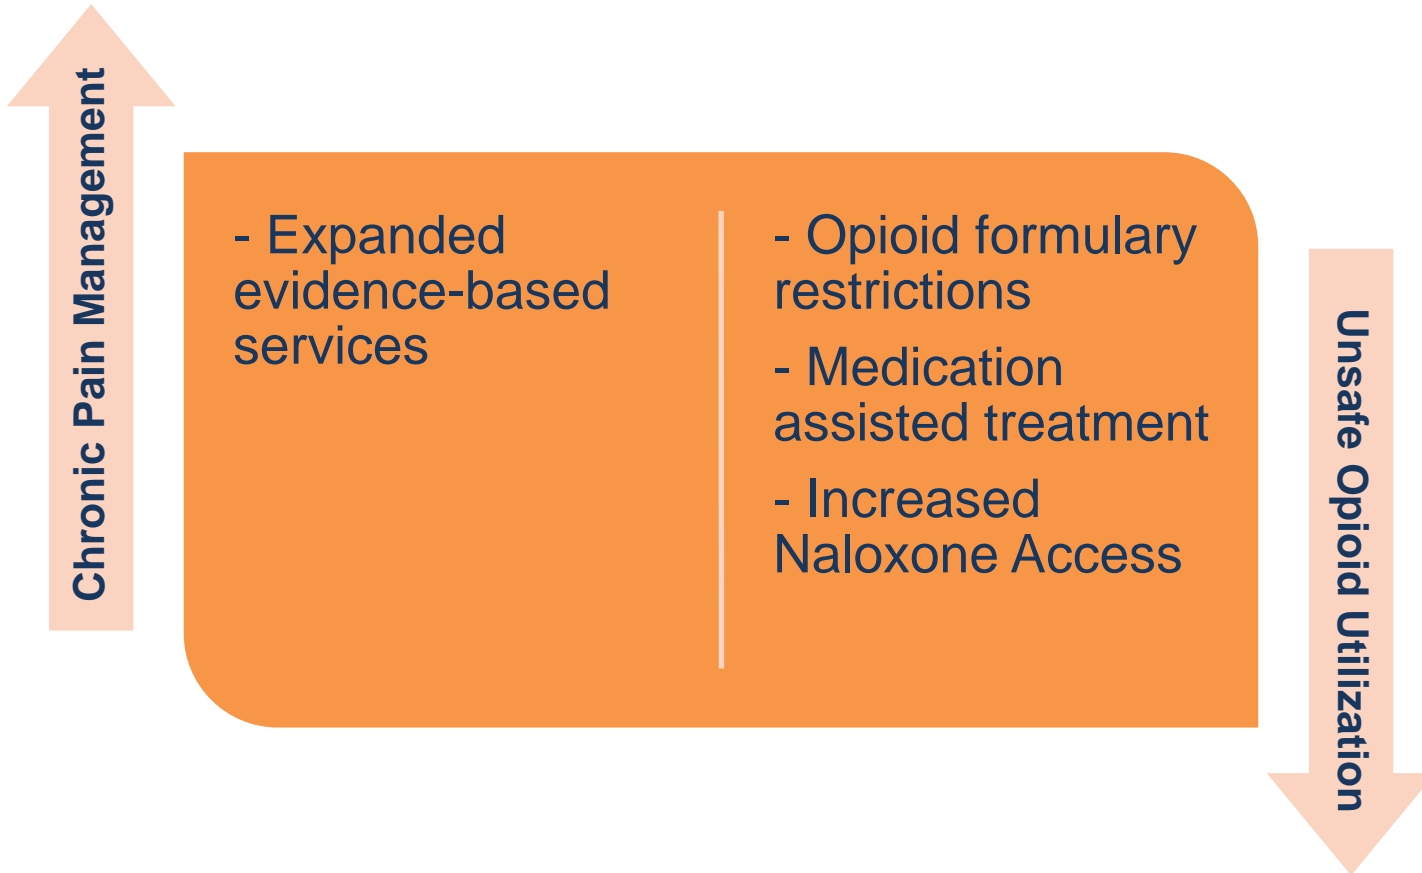 Chronic Pain Management
- Expanded
evidence-based
services
- Opioid formulary
restrictions
- Medication
assisted treatment
- Increased
Naloxone Access
Unsafe Opioid Utilization